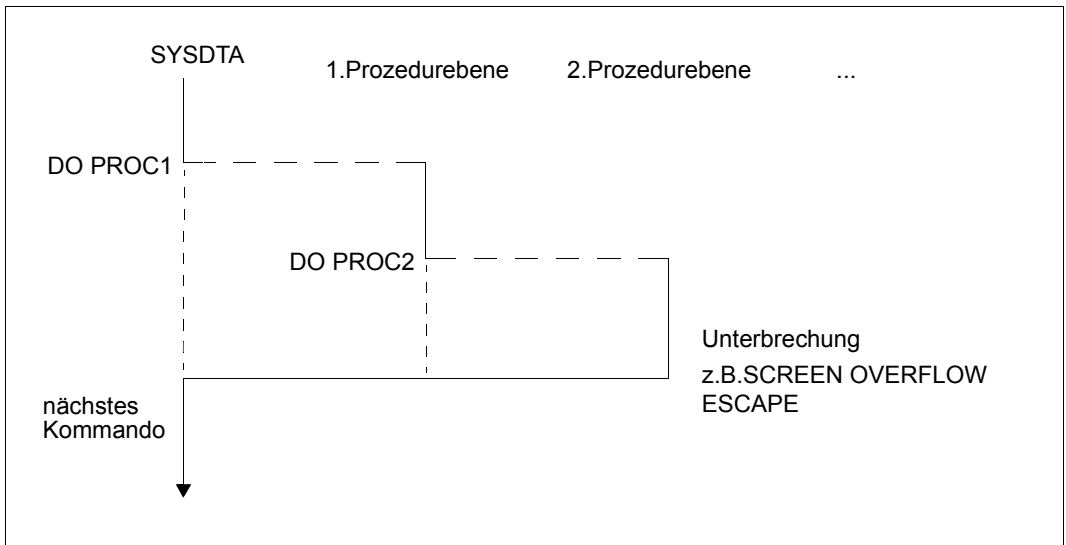 SYSDTA
1.Prozedurebene
2.Prozedurebene
...
DO PROC1
DO PROC2
Unterbrechung
z.B.SCREEN OVERFLOW
ESCAPE
nächstes
Kommando